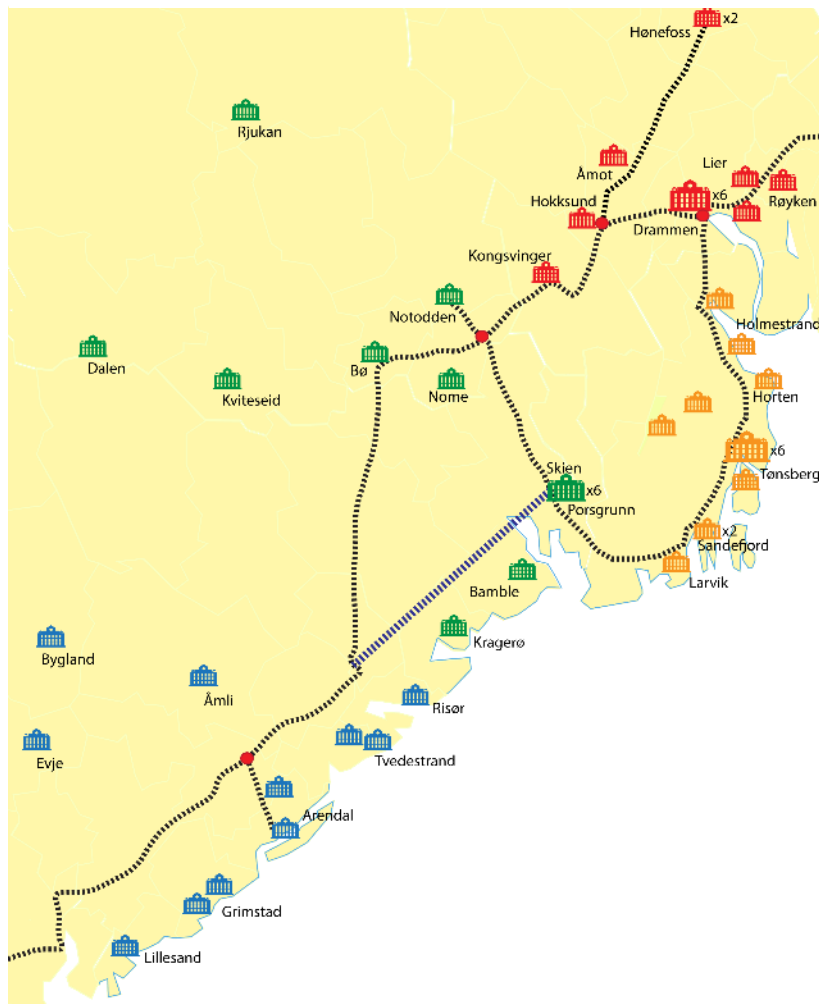 x2
Hønefoss
Rjukan
Åmot
Lier
x6
Røyken
Hokksund
Drammen
Kongsvinger
Notodden
Holmestrand
Dalen
Bø
Kviteseid
Nome
Horten
x6
Skien
Tønsberg
x6
Porsgrunn
x2
Sandefjord
Bamble
Larvik
Kragerø
Bygland
Åmli
Risør
Evje
Tvedestrand
Arendal
Grimstad
Lillesand